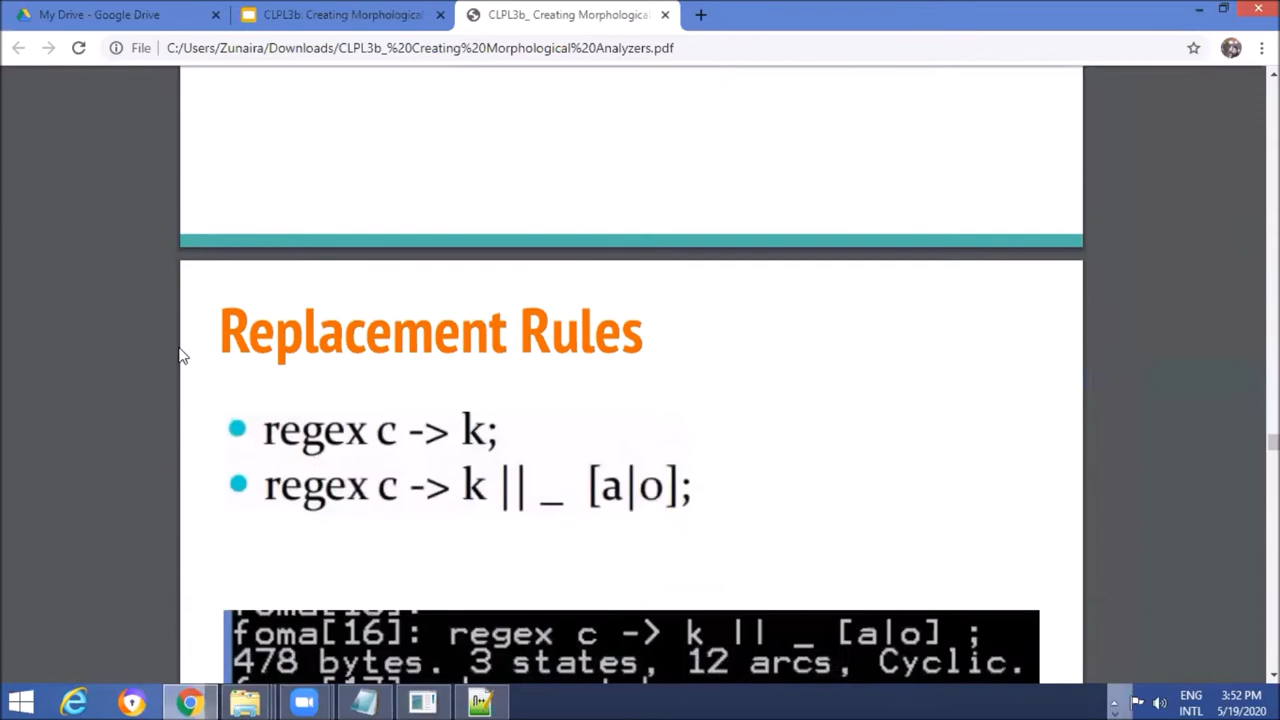 My Drive - Google Drive
CLPL3b: Creating Morphological
CLPL3b_ Creating Morphologica
File
C:/Users/Zunaira/Downloads/CLPL3b_%20Creating%20Morphological%20Analyzers.pdf
Replacement Rules
regex c -> k;
regex c -> k || _ [a|o];
foma[16]: regex c -> k || _ [a|o] ;
478 bytes. 3 states, 12 arcs, Cyclic.
ENG
3:52 PM
INTL
5/19/2020